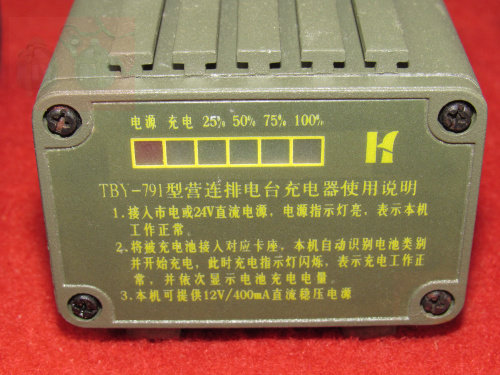 电源 充电 25% 50% 75% 100%
TBY-791型营连排电台充电器使用说明
1.接入市电或24V直流电源，电源指示灯亮，表示本机
工作正常。
2.将被充电池接入对应卡座，本机自动识别电池类别
并开始充电，此时充电指示灯闪烁，表示充电工作正
常，并依次显示电池充电电量。
3.本机可提供12V/400mA直流稳压电源